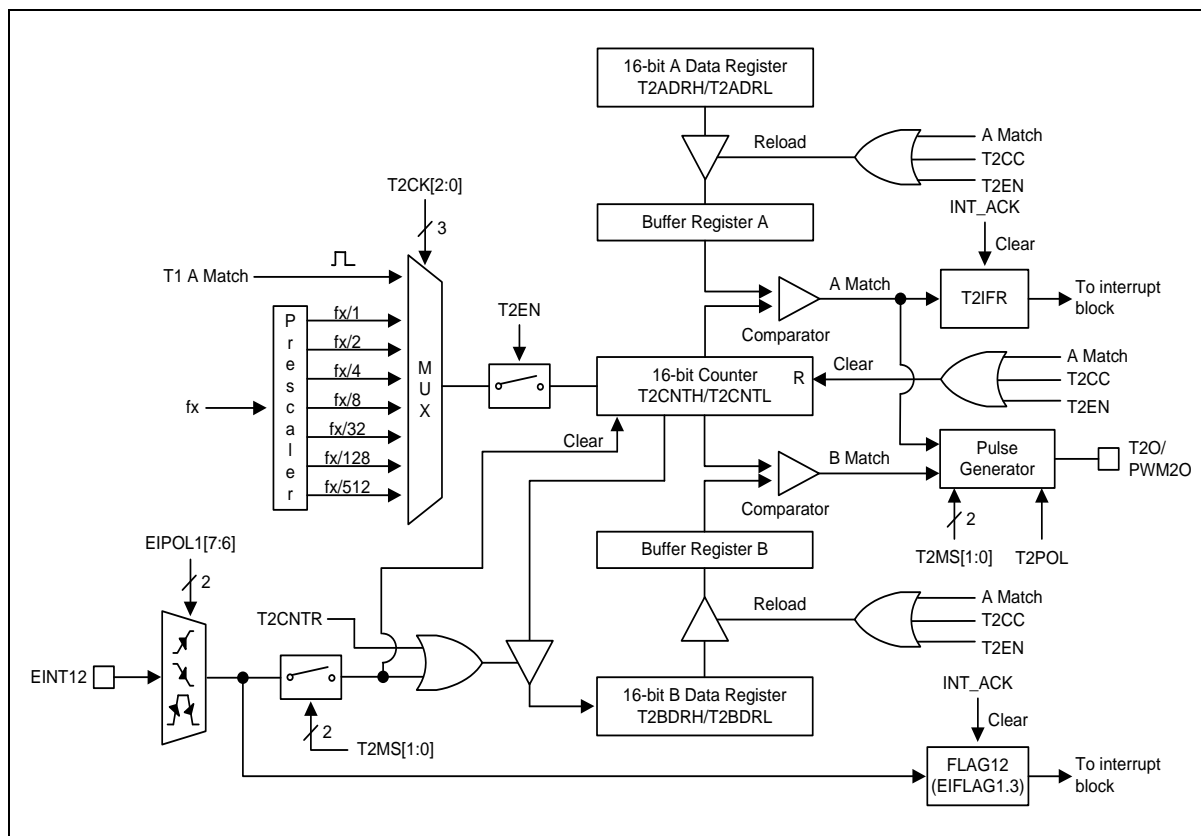 16-bit A Data Register
T2ADRH/T2ADRL
Reload
A Match
T2CC
T2EN
T2CK[2:0]
3
Buffer Register A
INT_ACK
Clear
T1 A Match
A Match
T2IFR
To interrupt
block
Comparator
Prescaler
fx/1
fx/2
fx/4
fx/8
fx/32
fx/128
fx/512
fx
MUX
T2EN
16-bit Counter
T2CNTH/T2CNTL
R
Clear
A Match
T2CC
T2EN
Clear
B Match
Comparator
Pulse
Generator
T2O/
PWM2O
2
T2MS[1:0]
T2POL
Buffer Register B
EIPOL1[7:6]
2
Reload
A Match
T2CC
T2EN
T2CNTR
EINT12
16-bit B Data Register
T2BDRH/T2BDRL
2
T2MS[1:0]
INT_ACK
Clear
FLAG12
(EIFLAG1.3)
To interrupt
block